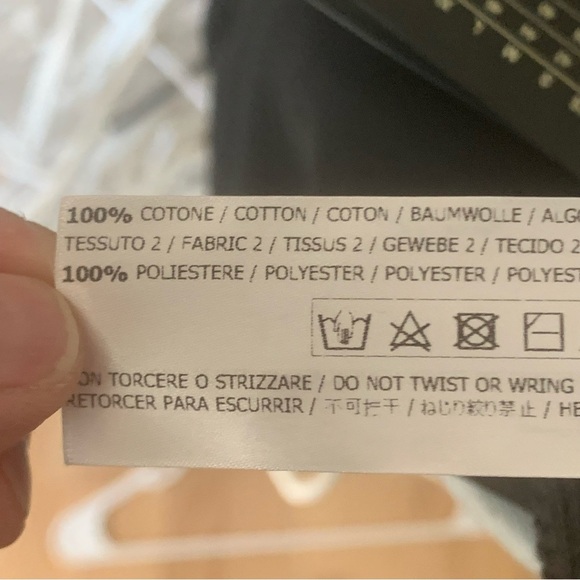 100% COTONE / COTTON / COTON / BAUMWOLLE / ALGO
TESSUTO 2 / FABRIC 2 / TISSUS 2 / GEWEBE 2 / TECIDO 2
100% POLIESTERE / POLYESTER / POLYESTER / POLYEST
ON TORCERE O STRIZZARE / DO NOT TWIST OR WRING
RETORCER PARA ESCURRIR / 不可拧干 / ねじり絞り禁止 / HE